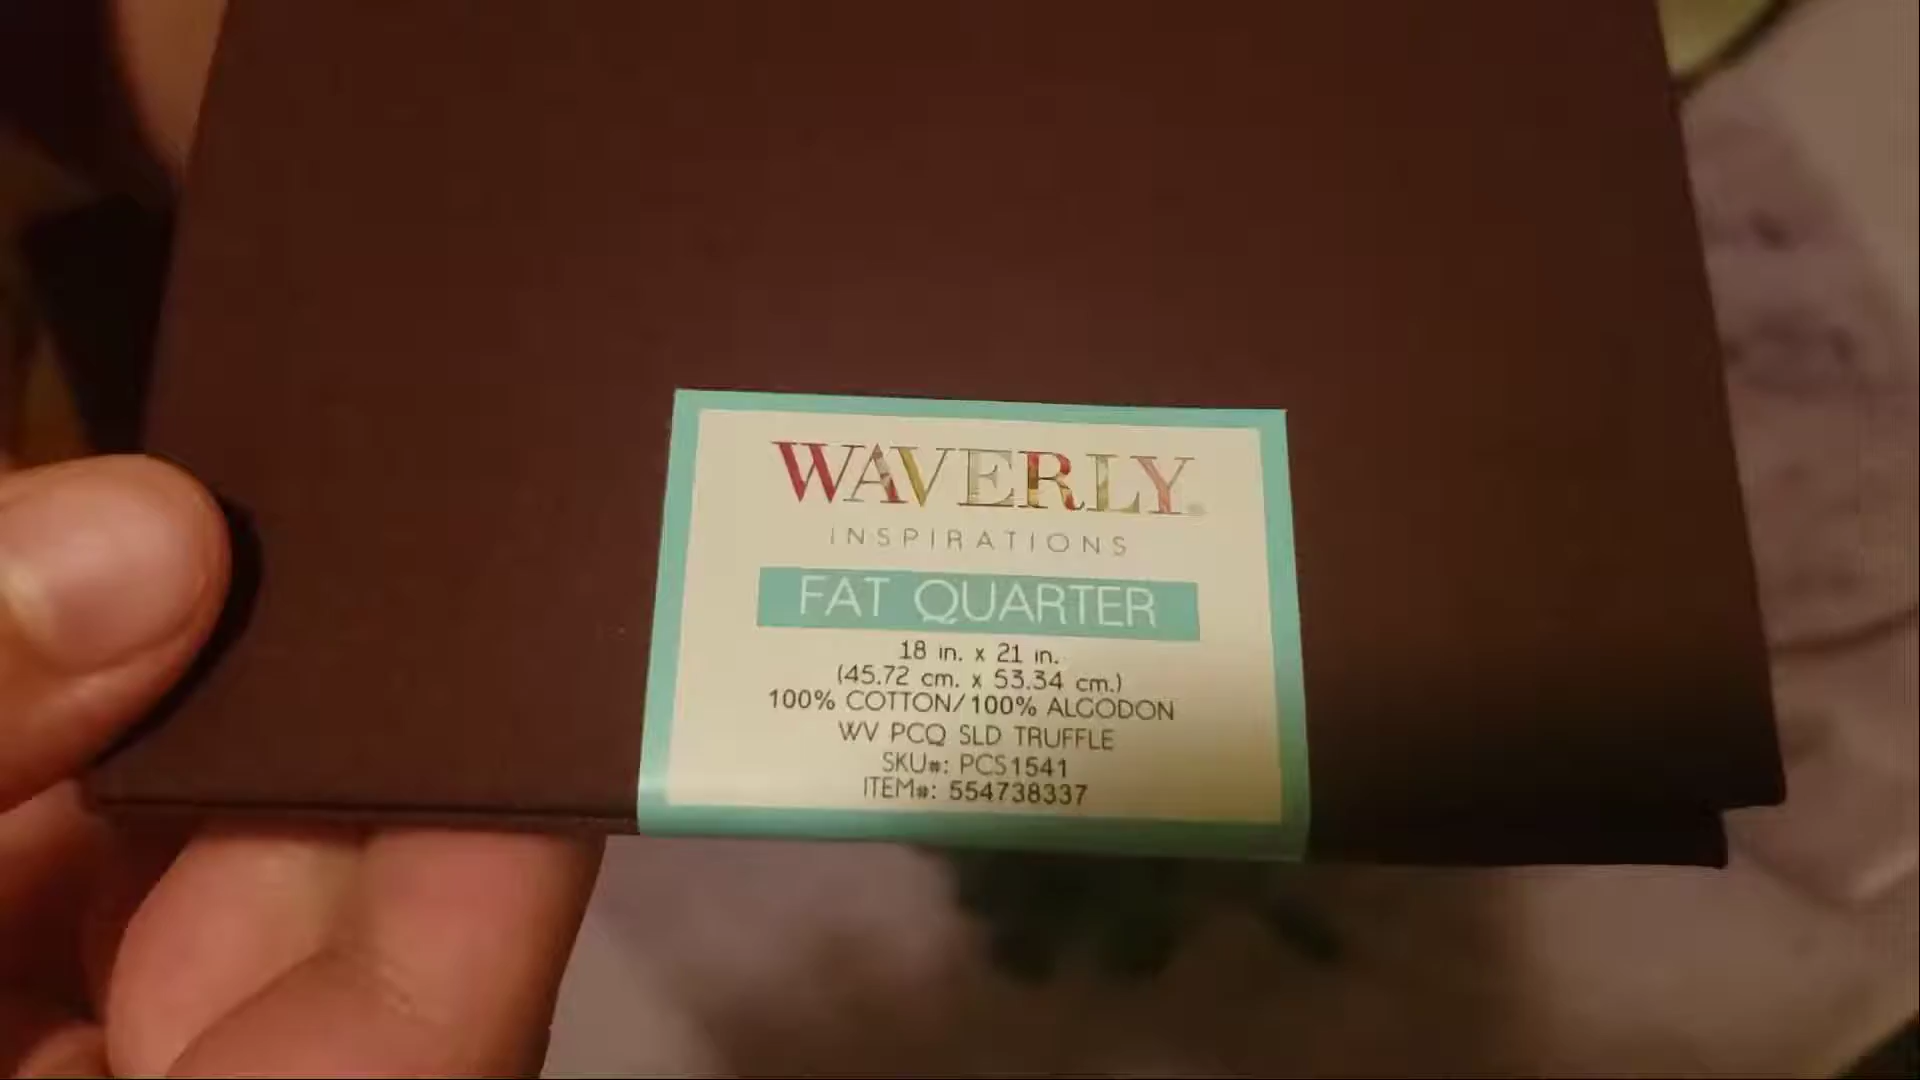 WAVERLY®
INSPIRATIONS
FAT QUARTER
18 in. x 21 in.
(45.72 cm. x 53.34 cm.)
100% COTTON/100% ALGODON
WV PCQ SLD TRUFFLE
SKU#: PCS1541
ITEM#: 554738337